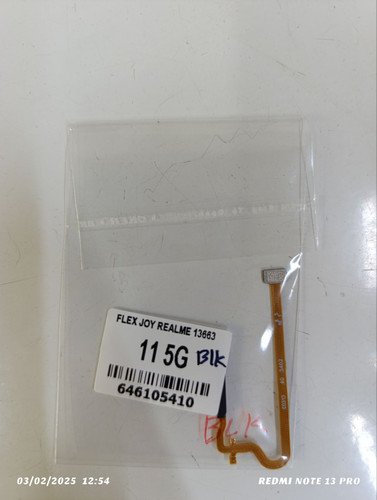 FLEX JOY REALME 13663
11 5G Blk
646105410
BLK
03/02/2025 12:54
REDMI NOTE 13 PRO